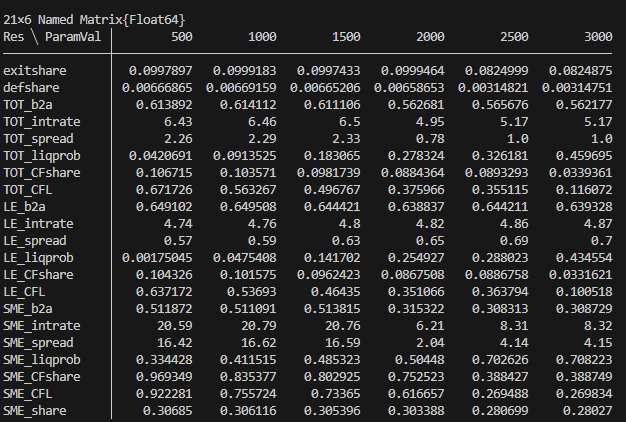 21×6 Named Matrix{Float64}
Res ╲ ParamVal │ 500 1000 1500 2000 2500 3000
exitshare │ 0.0997897 0.0999183 0.0997433 0.0999464 0.0824999 0.0824875
defshare │ 0.00666865 0.00669159 0.00665206 0.00658653 0.00314821 0.00314751
TOT_b2a │ 0.613892 0.614112 0.611106 0.562681 0.565676 0.562177
TOT_intrate │ 6.43 6.46 6.5 4.95 5.17 5.17
TOT_spread │ 2.26 2.29 2.33 0.78 1.0 1.0
TOT_liqprob │ 0.0420691 0.0913525 0.183065 0.278324 0.326181 0.459695
TOT_CFshare │ 0.106715 0.103571 0.0981739 0.0884364 0.0893293 0.0339361
TOT_CFL │ 0.671726 0.563267 0.496767 0.375966 0.355115 0.116072
LE_b2a │ 0.649102 0.649508 0.644421 0.638837 0.644211 0.639328
LE_intrate │ 4.74 4.76 4.8 4.82 4.86 4.87
LE_spread │ 0.57 0.59 0.63 0.65 0.69 0.7
LE_liqprob │ 0.00175045 0.0475408 0.141702 0.254927 0.288023 0.434554
LE_CFshare │ 0.104326 0.101575 0.0962423 0.0867508 0.0886758 0.0331621
LE_CFL │ 0.637172 0.53693 0.46435 0.351066 0.363794 0.100518
SME_b2a │ 0.511872 0.511091 0.513815 0.315322 0.308313 0.308729
SME_intrate │ 20.59 20.79 20.76 6.21 8.31 8.32
SME_spread │ 16.42 16.62 16.59 2.04 4.14 4.15
SME_liqprob │ 0.334428 0.411515 0.485323 0.50448 0.702626 0.708223
SME_CFshare │ 0.969349 0.835377 0.802925 0.752523 0.388427 0.388749
SME_CFL │ 0.922281 0.755724 0.73365 0.616657 0.269488 0.269834
SME_share │ 0.30685 0.306116 0.305396 0.303388 0.280699 0.28027